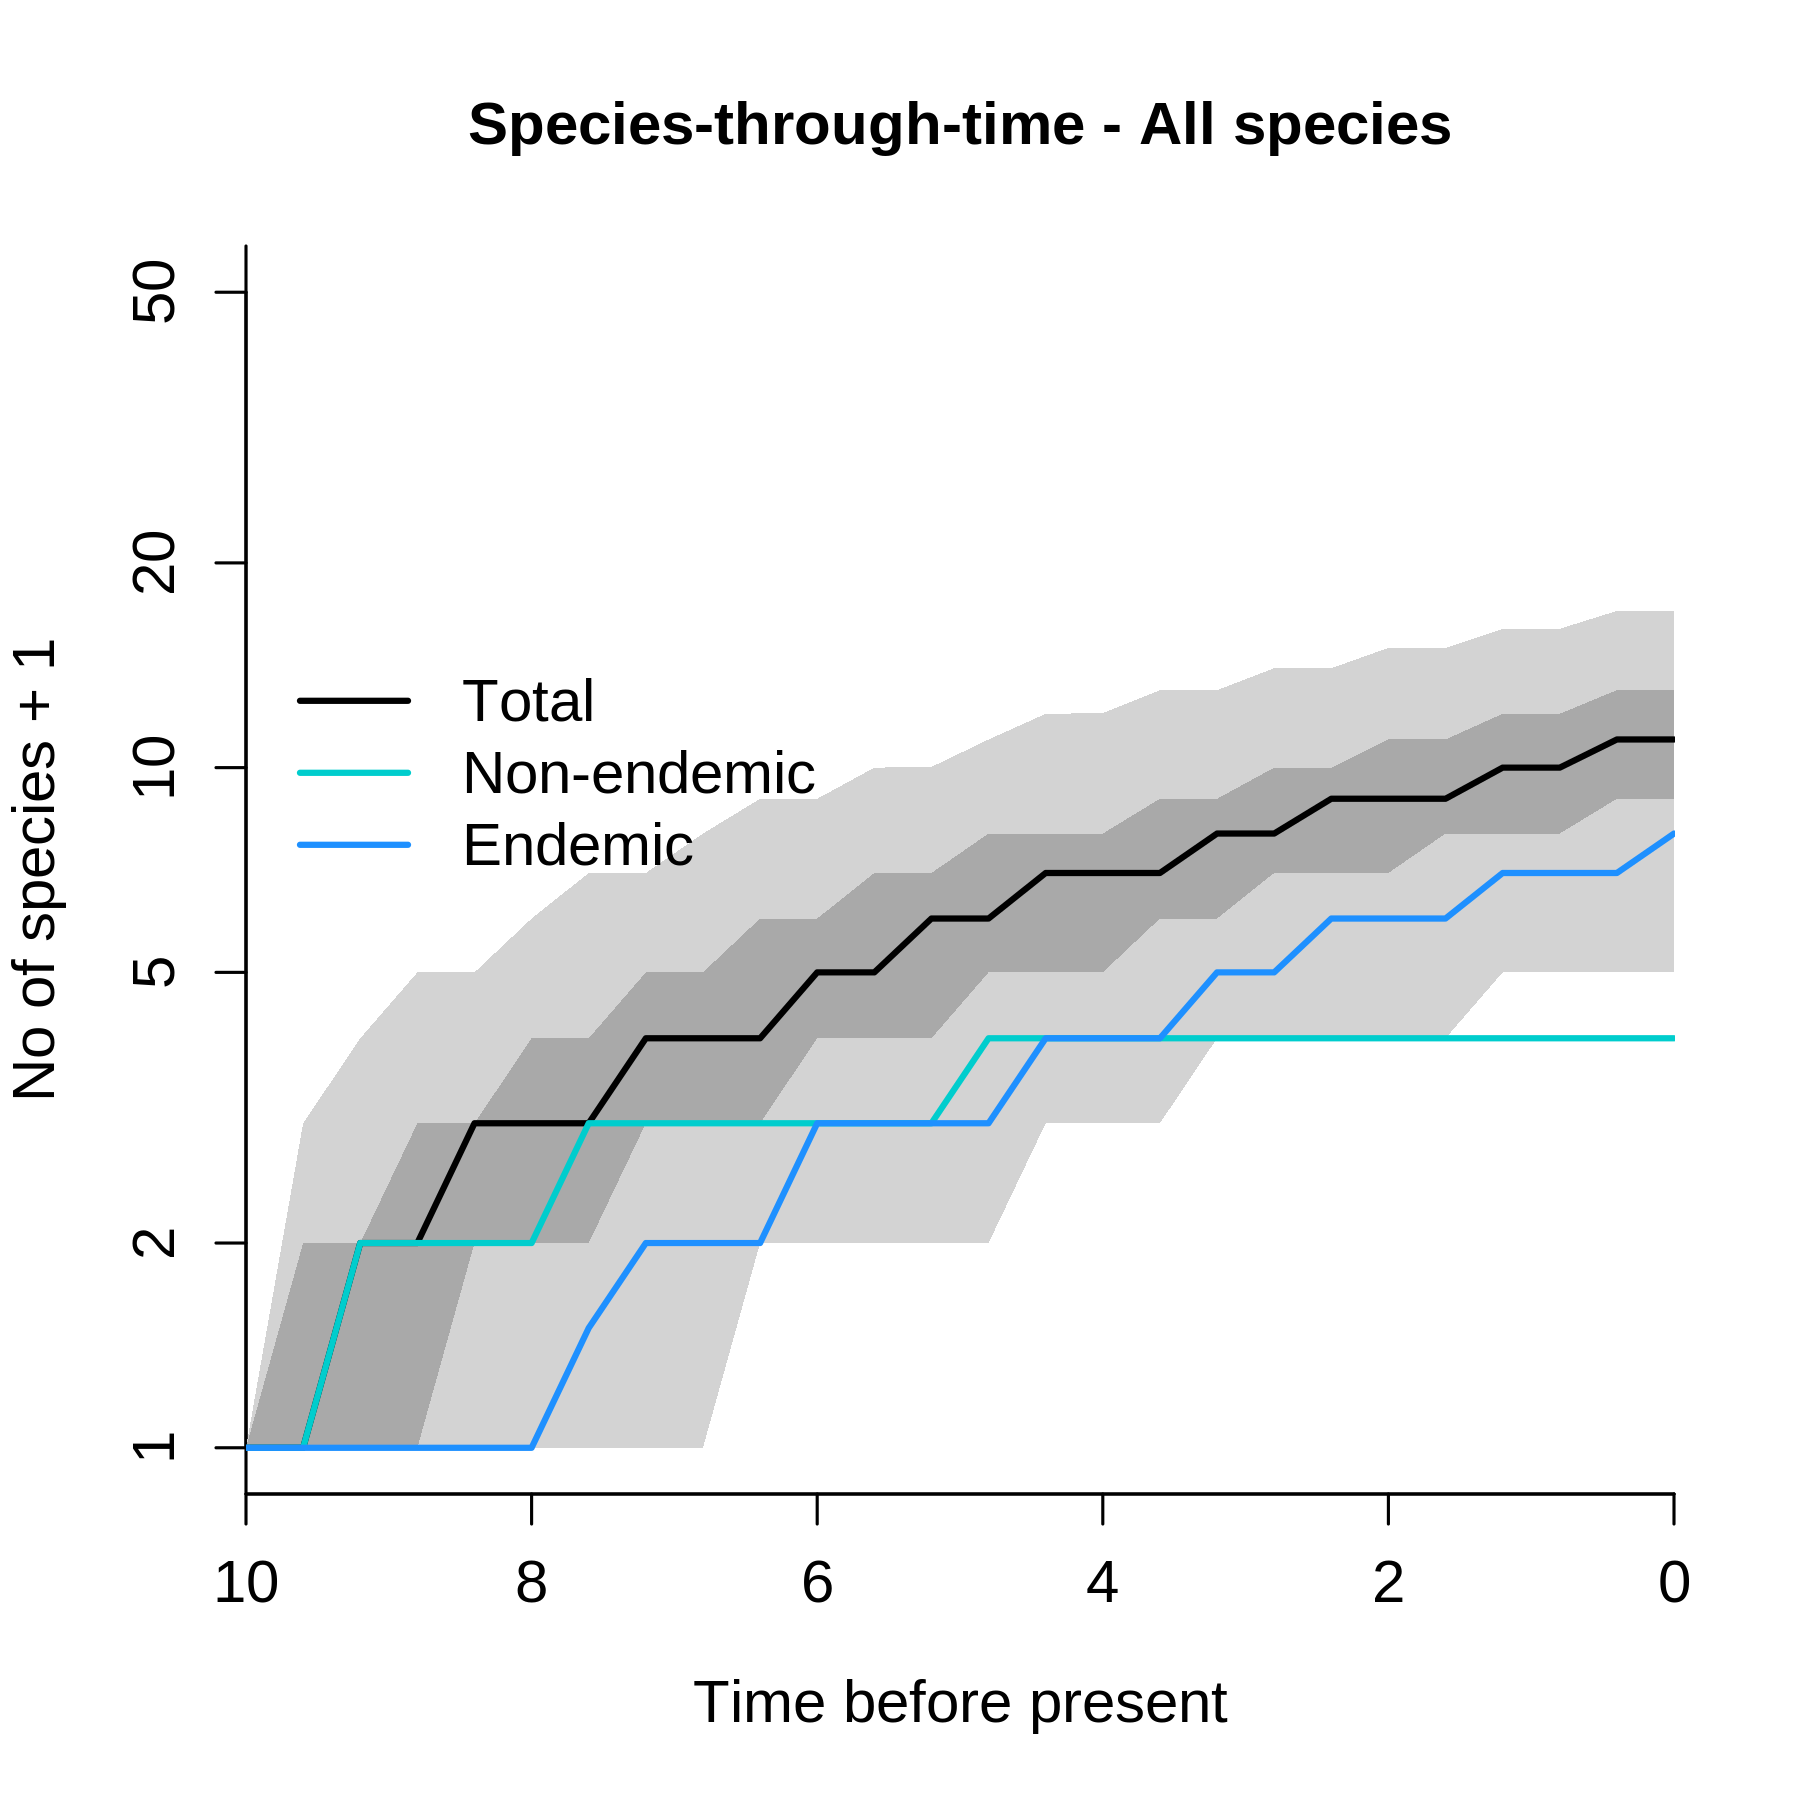 Species-through-time - All species
No of species + 1
50
20
10
5
2
1
Total
Non-endemic
Endemic
10 8 6 4 2 0
Time before present